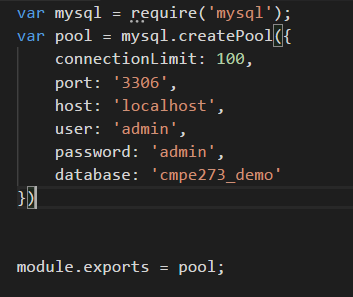 var mysql = require('mysql');
var pool = mysql.createPool({
    connectionLimit: 100,
    port: '3306',
    host: 'localhost',
    user: 'admin',
    password: 'admin',
    database: 'cmpe273_demo'
})
module.exports = pool;